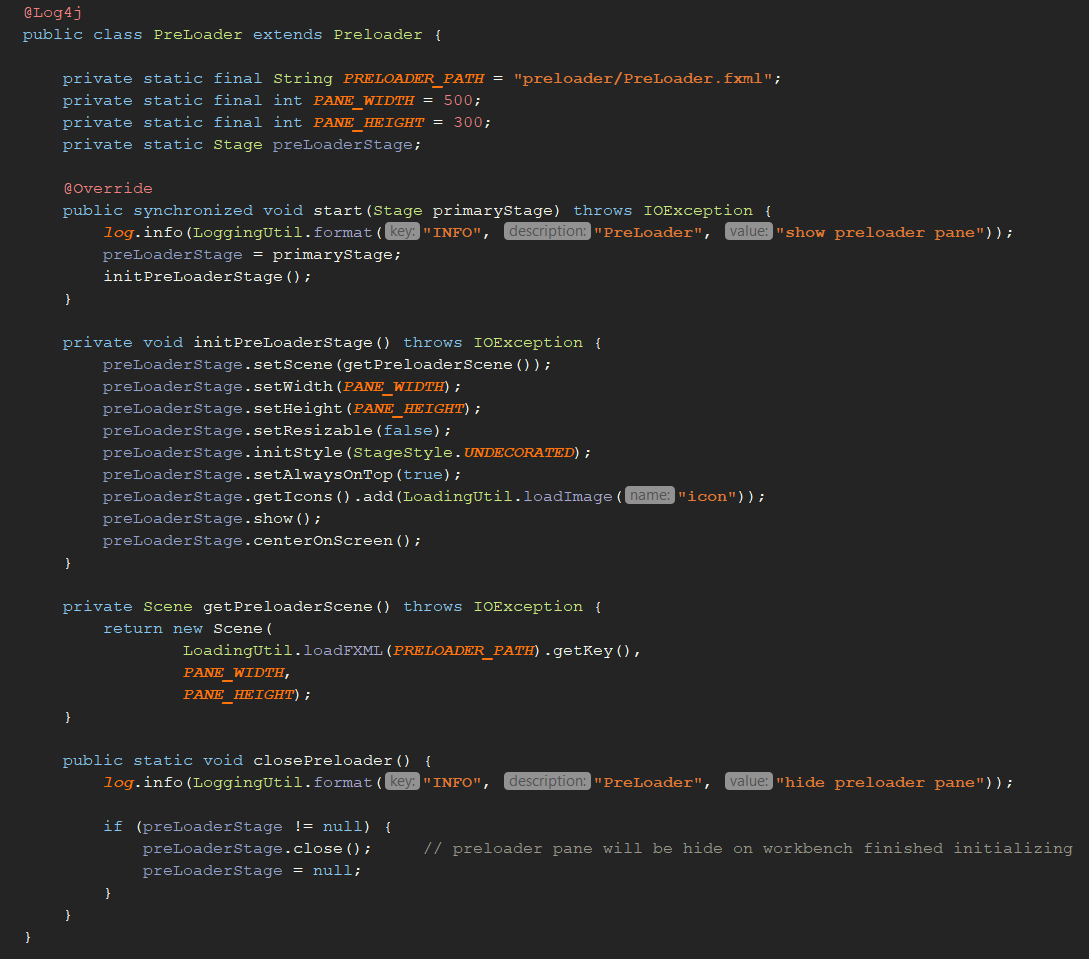 @Log4j
public class PreLoader extends Preloader {
private static final String PRELOADER_PATH = "preloader/PreLoader.fxml";
private static final int PANE_WIDTH = 500;
private static final int PANE_HEIGHT = 300;
private static Stage preLoaderStage;
@Override
public synchronized void start(Stage primaryStage) throws IOException {
log.info(LoggingUtil.format( key: "INFO", description: "PreLoader", value: "show preloader pane"));
preLoaderStage = primaryStage;
initPreLoaderStage();
}
private void initPreLoaderStage() throws IOException {
preLoaderStage.setScene(getPreloaderScene());
preLoaderStage.setWidth(PANE_WIDTH);
preLoaderStage.setHeight(PANE_HEIGHT);
preLoaderStage.setResizable(false);
preLoaderStage.initStyle(StageStyle.UNDECORATED);
preLoaderStage.setAlwaysOnTop(true);
preLoaderStage.getIcons().add(LoadingUtil.loadImage( name: "icon"));
preLoaderStage.show();
preLoaderStage.centerOnScreen();
}
private Scene getPreloaderScene() throws IOException {
return new Scene(
LoadingUtil.loadFXML(PRELOADER_PATH).getKey(),
PANE_WIDTH,
PANE_HEIGHT);
}
public static void closePreloader() {
log.info(LoggingUtil.format( key: "INFO", description: "PreLoader", value: "hide preloader pane"));
if (preLoaderStage != null) {
preLoaderStage.close(); // preloader pane will be hide on workbench finished initializing
preLoaderStage = null;
}
}
}